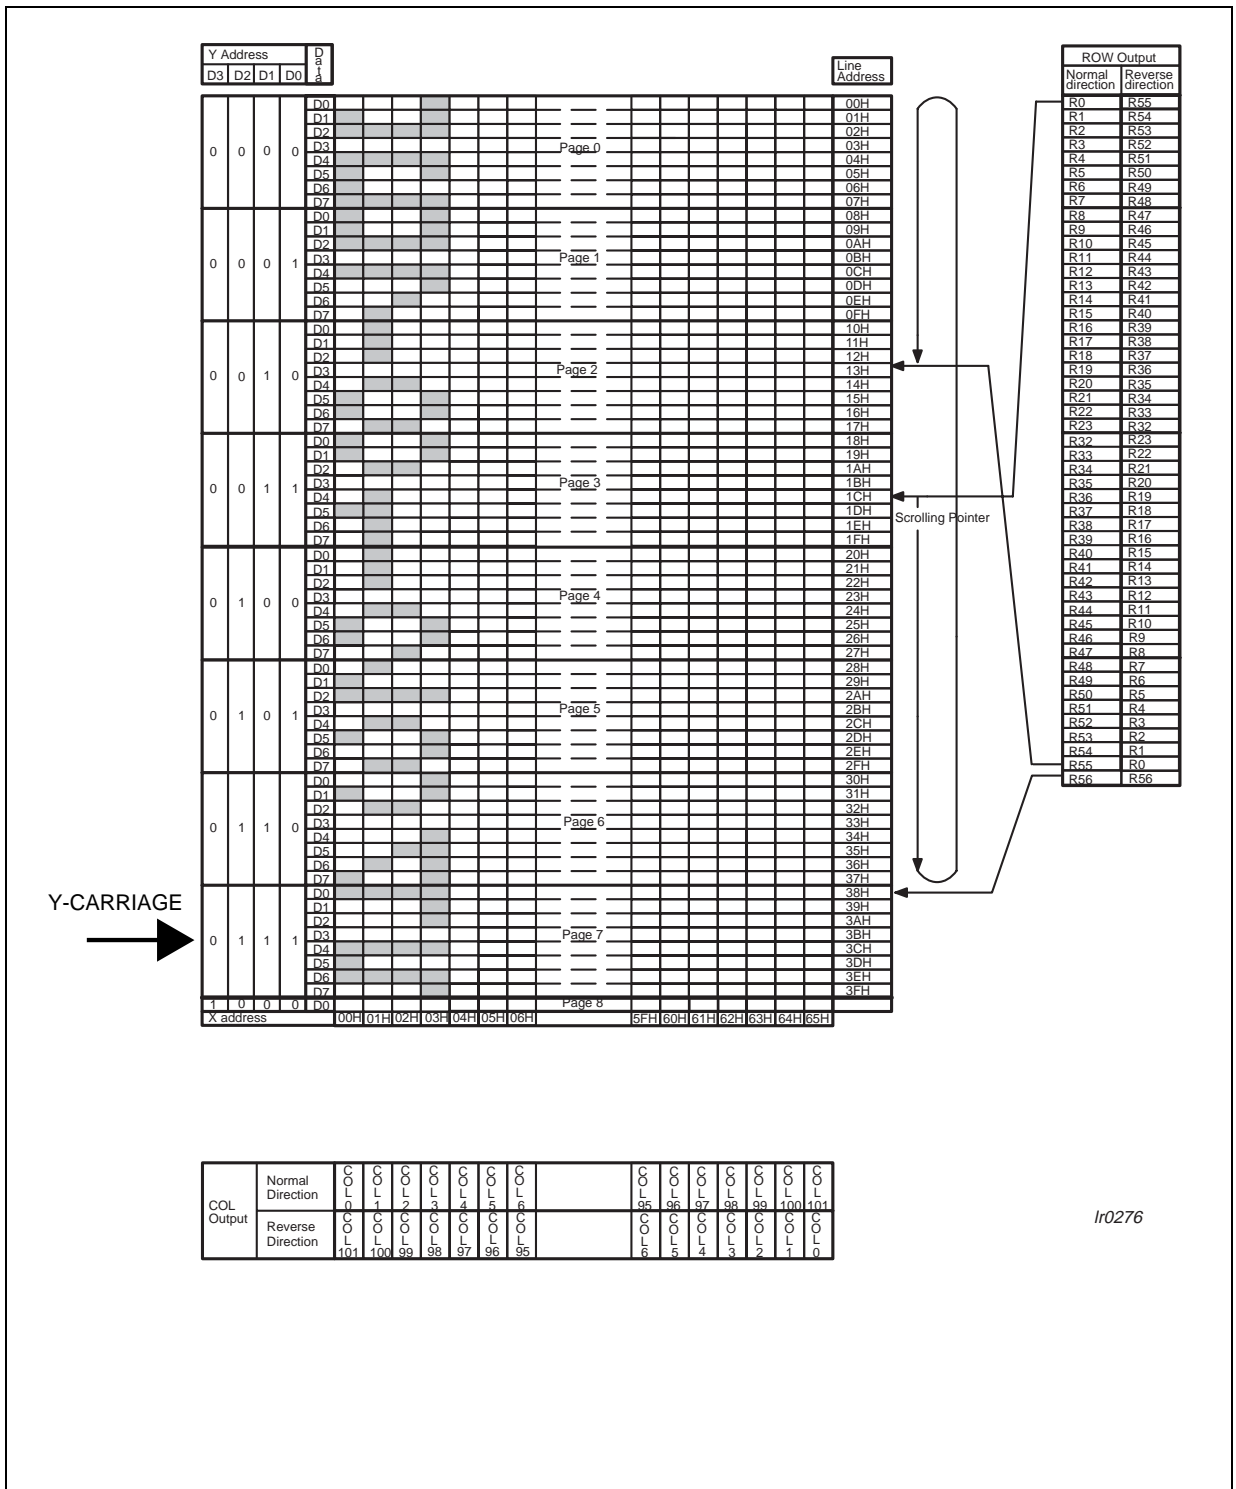 Y Address D a t a Line Address ROW Output
D3 D2 D1 D0 Normal direction Reverse direction
D0 00H R0 R55
D1 01H R1 R54
D2 02H R2 R53
0 0 0 0 D3 Page 0 03H R3 R52
D4 04H R4 R51
D5 05H R5 R50
D6 06H R6 R49
D7 07H R7 R48
D0 08H R8 R47
D1 09H R9 R46
D2 0AH R10 R45
0 0 0 1 D3 Page 1 0BH R11 R44
D4 0CH R12 R43
D5 0DH R13 R42
D6 0EH R14 R41
D7 0FH R15 R40
D0 10H R16 R39
D1 11H R17 R38
D2 12H R18 R37
0 0 1 0 D3 Page 2 13H R19 R36
D4 14H R20 R35
D5 15H R21 R34
D6 16H R22 R33
D7 17H R23 R32
D0 18H R32 R23
D1 19H R33 R22
D2 1AH R34 R21
0 0 1 1 D3 Page 3 1BH R35 R20
D4 1CH R36 R19
D5 1DH Scrolling Pointer R37 R18
D6 1EH R38 R17
D7 1FH R39 R16
D0 20H R40 R15
D1 21H R41 R14
D2 22H R42 R13
0 1 0 0 D3 Page 4 23H R43 R12
D4 24H R44 R11
D5 25H R45 R10
D6 26H R46 R9
D7 27H R47 R8
D0 28H R48 R7
D1 29H R49 R6
D2 2AH R50 R5
0 1 0 1 D3 Page 5 2BH R51 R4
D4 2CH R52 R3
D5 2DH R53 R2
D6 2EH R54 R1
D7 2FH R55 R0
D0 30H R56 R56
D1 31H
D2 32H
0 1 1 0 D3 Page 6 33H
D4 34H
D5 35H
D6 36H
D7 37H
D0 38H
Y-CARRIAGE
D1 39H
D2 3AH
0 1 1 1 D3 Page 7 3BH
D4 3CH
D5 3DH
D6 3EH
D7 3FH
1 0 0 0 D0 Page 8
X address 00H 01H 02H 03H 04H 05H 06H 5FH 60H 61H 62H 63H 64H 65H
COL Output
Normal Direction COL 0 COL 1 COL 2 COL 3 COL 4 COL 5 COL 6 COL 95 COL 96 COL 97 COL 98 COL 99 COL 100 COL 101
Reverse Direction COL 101 COL 100 COL 99 COL 98 COL 97 COL 96 COL 95 COL 6 COL 5 COL 4 COL 3 COL 2 COL 1 COL 0
lr0276